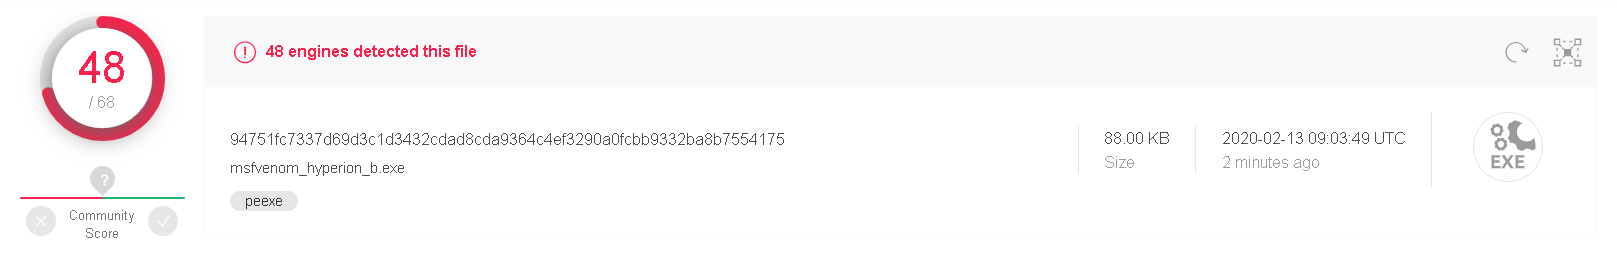 48
/ 68
?
Community
Score
48 engines detected this file
94751fc7337d69d3c1d3432cdad8cda9364c4ef3290a0fcbb9332ba8b7554175
msfvenom_hyperion_b.exe
peexe
88.00 KB
Size
2020-02-13 09:03:49 UTC
2 minutes ago
EXE